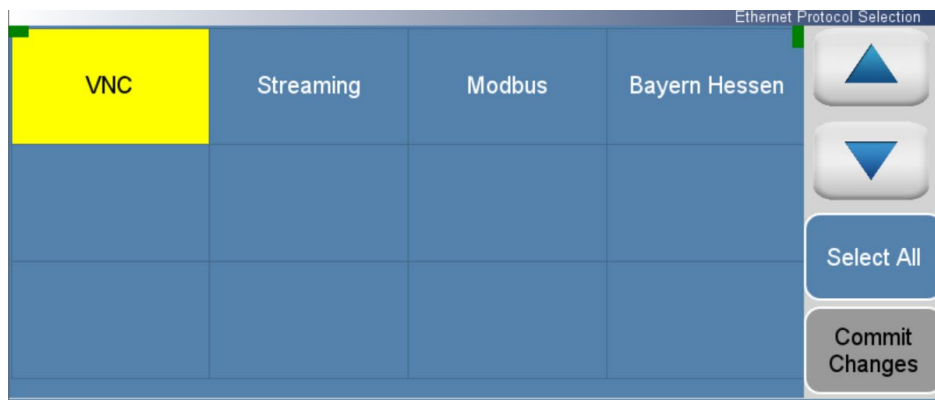 Ethernet Protocol Selection
VNC Streaming Modbus Bayern Hessen
Select All
Commit
Changes